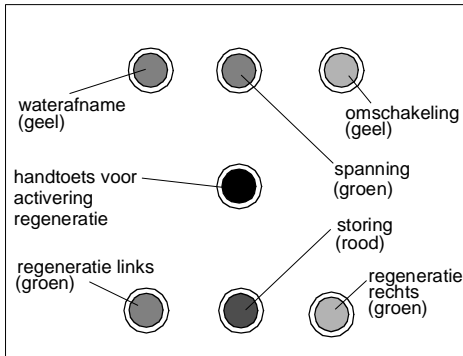 waterafname
(geel)
omschakeling
(geel)
spanning
(groen)
handtoets voor
activering
regeneratie
storing
(rood)
regeneratie links
(groen)
regeneratie
rechts
(groen)